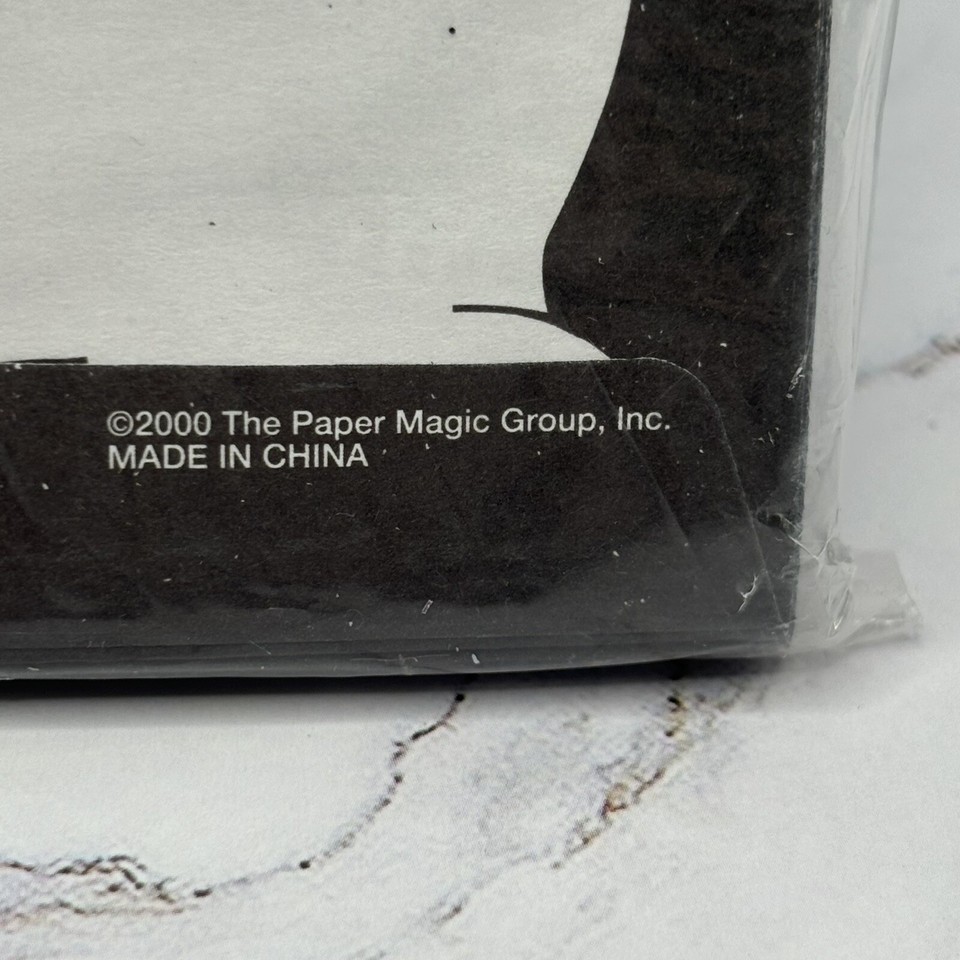 ©2000 The Paper Magic Group, Inc.
MADE IN CHINA